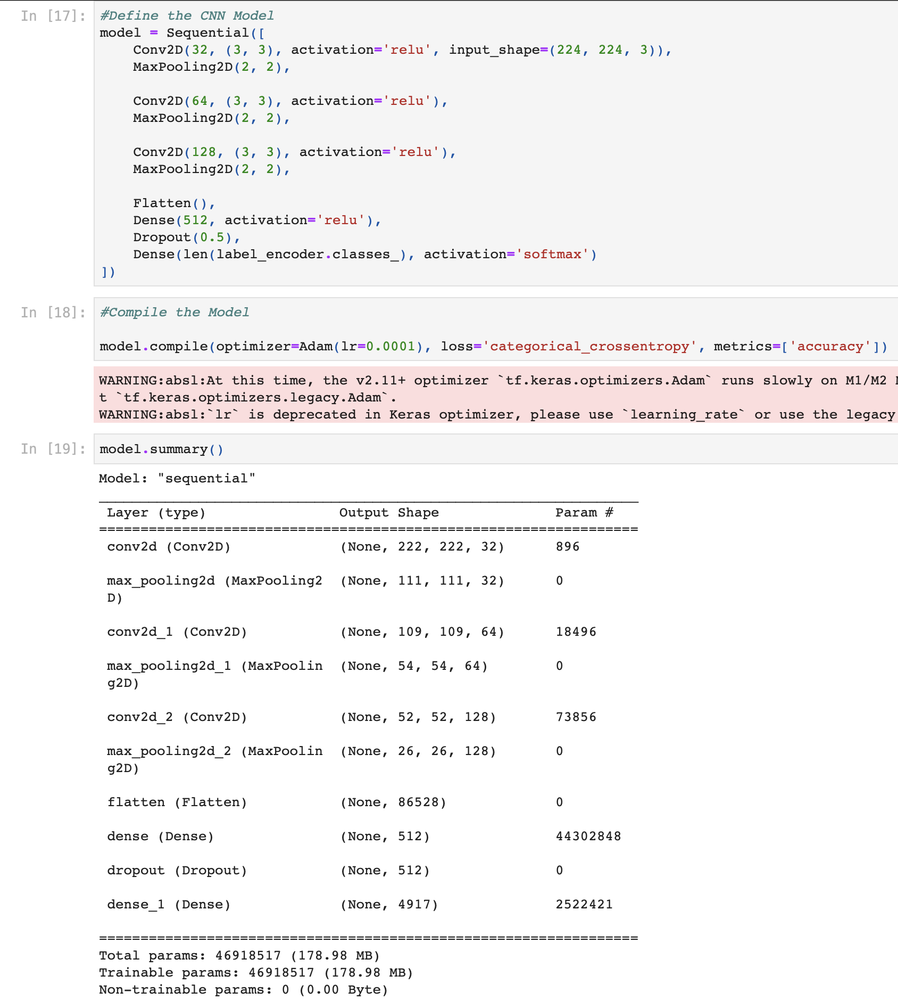 In [17]:
#Define the CNN Model
model = Sequential([
    Conv2D(32, (3, 3), activation='relu', input_shape=(224, 224, 3)),
    MaxPooling2D(2, 2),
    Conv2D(64, (3, 3), activation='relu'),
    MaxPooling2D(2, 2),
    Conv2D(128, (3, 3), activation='relu'),
    MaxPooling2D(2, 2),
    Flatten(),
    Dense(512, activation='relu'),
    Dropout(0.5),
    Dense(len(label_encoder.classes_), activation='softmax')
])
In [18]:
#Compile the Model
model.compile(optimizer=Adam(lr=0.0001), loss='categorical_crossentropy', metrics=['accuracy'])
WARNING:absl:At this time, the v2.11+ optimizer `tf.keras.optimizers.Adam` runs slowly on M1/M2
t `tf.keras.optimizers.legacy.Adam`.
WARNING:absl:`lr` is deprecated in Keras optimizer, please use `learning_rate` or use the legacy
In [19]:
model.summary()
Model: "sequential"
_________________________________________________________________
Layer (type) Output Shape Param #
=================================================================
conv2d (Conv2D) (None, 222, 222, 32) 896
max_pooling2d (MaxPooling2 (None, 111, 111, 32) 0
D)
conv2d_1 (Conv2D) (None, 109, 109, 64) 18496
max_pooling2d_1 (MaxPoolin (None, 54, 54, 64) 0
g2D)
conv2d_2 (Conv2D) (None, 52, 52, 128) 73856
max_pooling2d_2 (MaxPoolin (None, 26, 26, 128) 0
g2D)
flatten (Flatten) (None, 86528) 0
dense (Dense) (None, 512) 44302848
dropout (Dropout) (None, 512) 0
dense_1 (Dense) (None, 4917) 2522421
=================================================================
Total params: 46918517 (178.98 MB)
Trainable params: 46918517 (178.98 MB)
Non-trainable params: 0 (0.00 Byte)